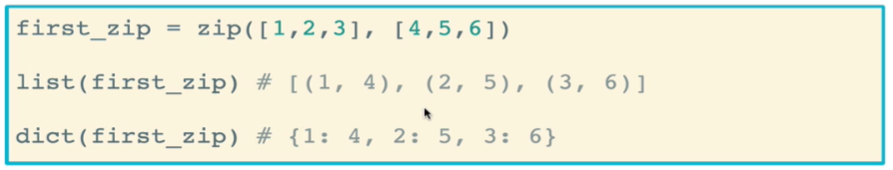 first_zip = zip([1,2,3], [4,5,6])
list(first_zip) # [(1, 4), (2, 5), (3, 6)]
dict(first_zip) # {1: 4, 2: 5, 3: 6}